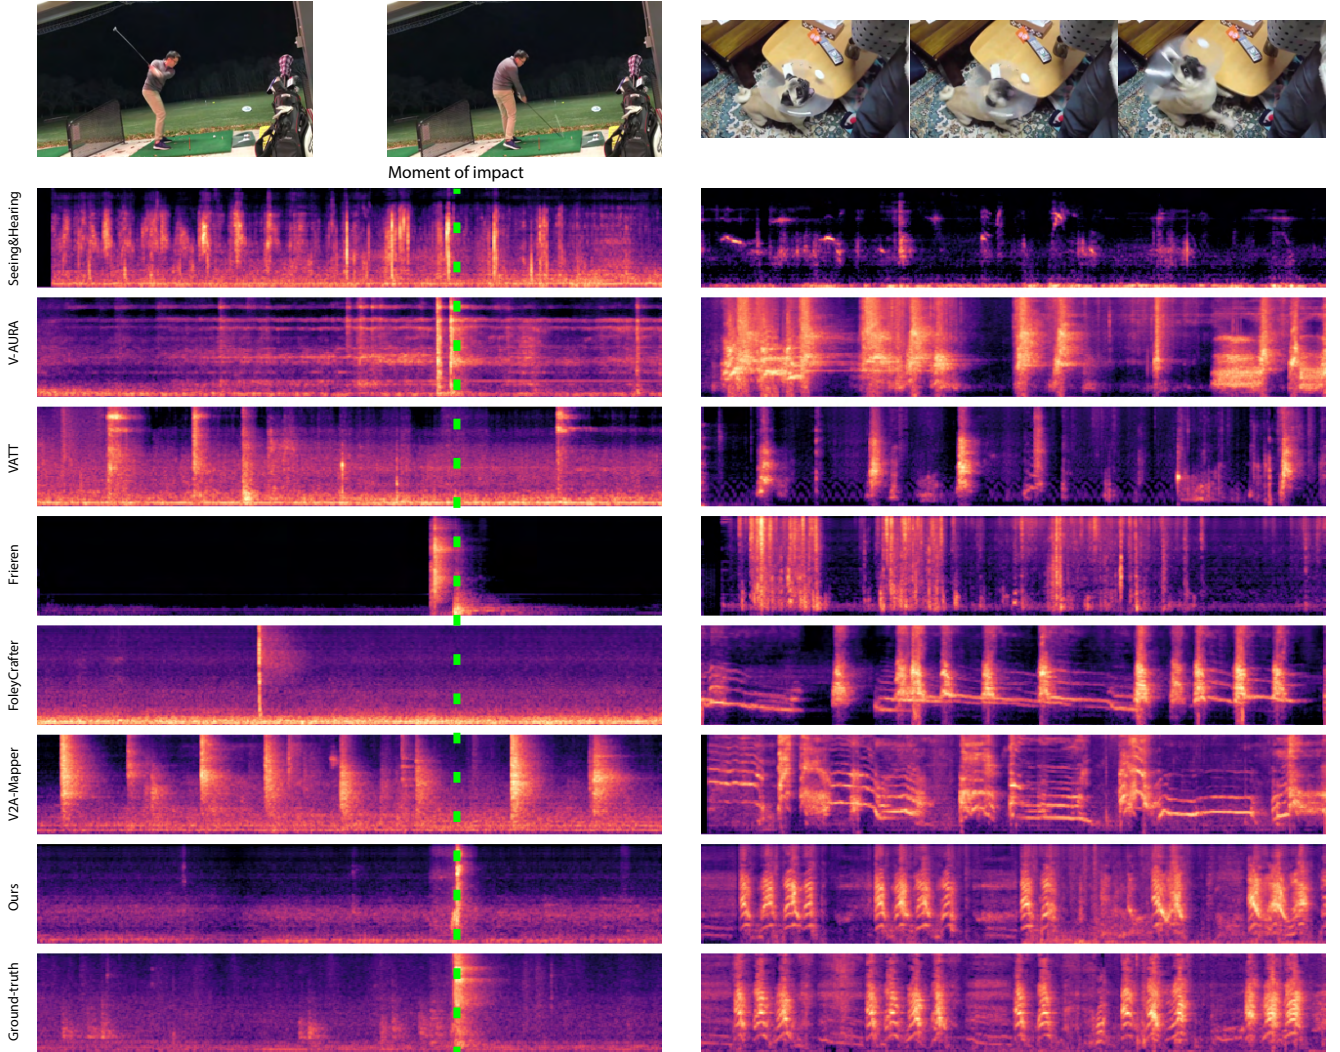 Moment of impact
Seeing&Hearing
V-AURA
VATT
Frieren
FoleyCrafter
V2A-Mapper
Ours
Ground-truth